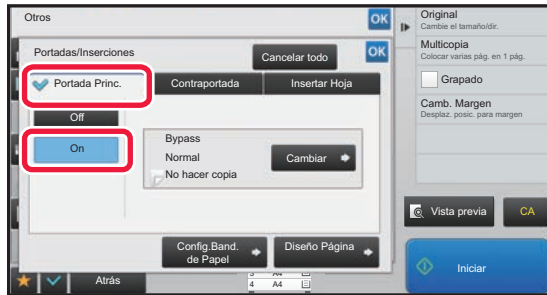 Otros
OK
Portadas/Inserciones
Cancelar todo
OK
Portada Princ.
Contraportada
Insertar Hoja
Off
On
Bypass
Normal
No hacer copia
Cambiar
Config.Band.
de Papel
Diseño Página
Atrás
3 A4
4 A4
Original
Cambie el tamaño/dir.
Multicopia
Colocar varias pág. en 1 pág.
Grapado
Camb. Margen
Desplaz. posic. para margen
Vista previa
CA
Iniciar